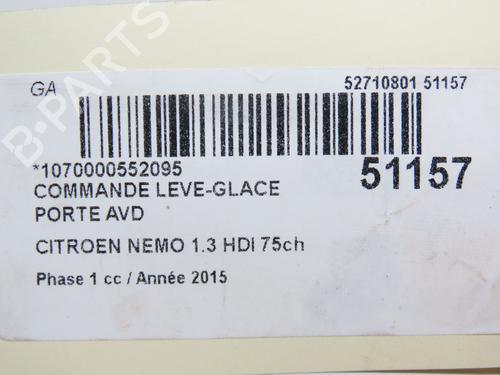 GA
52710801 51157
*1070000552095
51157
COMMANDE LEVE-GLACE
PORTE AVD
CITROEN NEMO 1.3 HDI 75ch
Phase 1 cc / Année 2015
B-PARTS